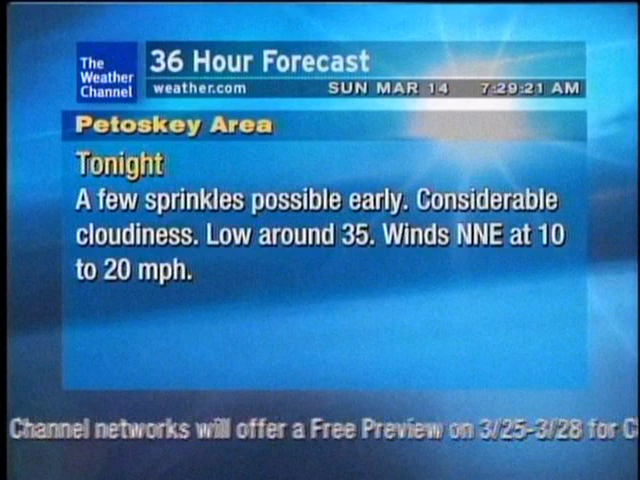 The
Weather
Channel
36 Hour Forecast
weather.com SUN MAR 14 7:29:21 AM
Petoskey Area
Tonight
A few sprinkles possible early. Considerable
cloudiness. Low around 35. Winds NNE at 10
to 20 mph.
Channel networks will offer a Free Preview on 3/25-3/28 for C